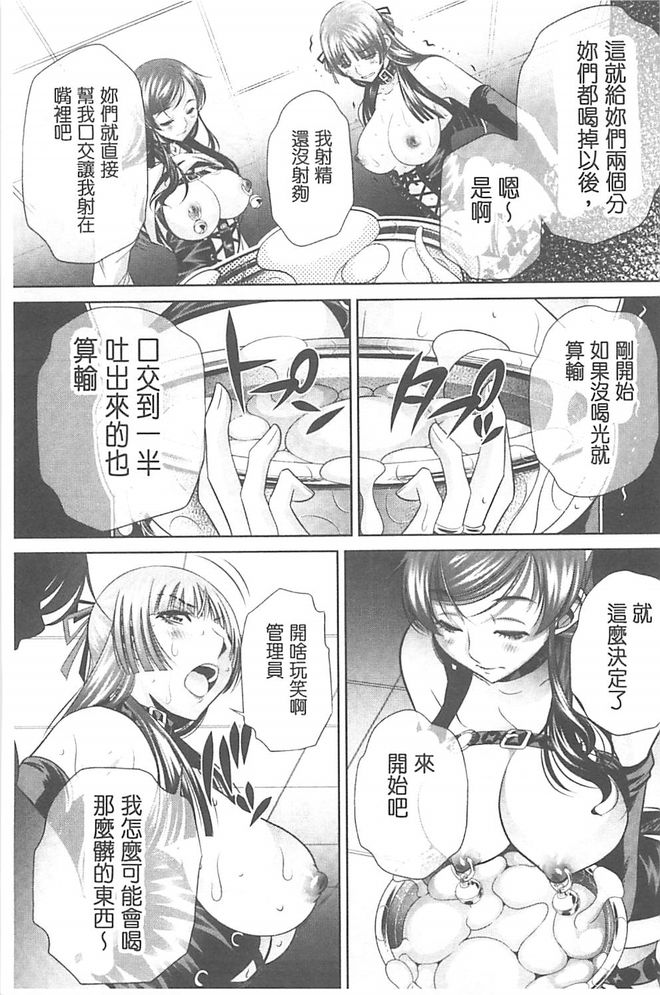 這就給妳們兩個分
妳們都喝掉以後，
嗯～
是啊
我射精
還沒射夠
妳們就直接
幫我口交讓我射在
嘴裡吧
剛開始
如果沒喝光就
算輸
たぷ
たぷ
口交到一半
吐出來的也
算輸
就
這麼決定了
來
開始吧
開啥玩笑啊
管理員
我怎麼可能會喝
那麼髒的東西～